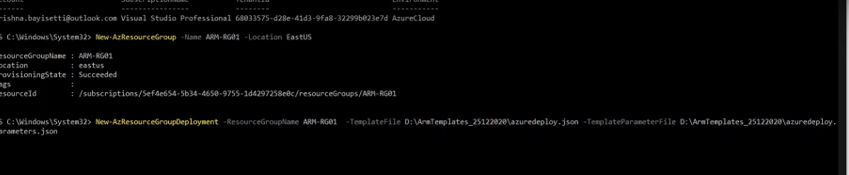 rishna.bayisetti@outlook.com Visual Studio Professional 68033575-d28e-41d3-9fa8-32299b023e7d AzureCloud
S C:\Windows\System32> New-AzResourceGroup -Name ARM-RG01 -Location EastUS
esourceGroupName : ARM-RG01
ocation : eastus
rovisioningState : Succeeded
ags :
esourceId : /subscriptions/5ef4e654-5b34-4650-9755-1d4297258e0c/resourceGroups/ARM-RG01
S C:\Windows\System32> New-AzResourceGroupDeployment -ResourceGroupName ARM-RG01 -TemplateFile D:\ArmTemplates_25122020\azuredeploy.json -TemplateParameterFile D:\ArmTemplates_25122020\azuredeploy.
arameters.json